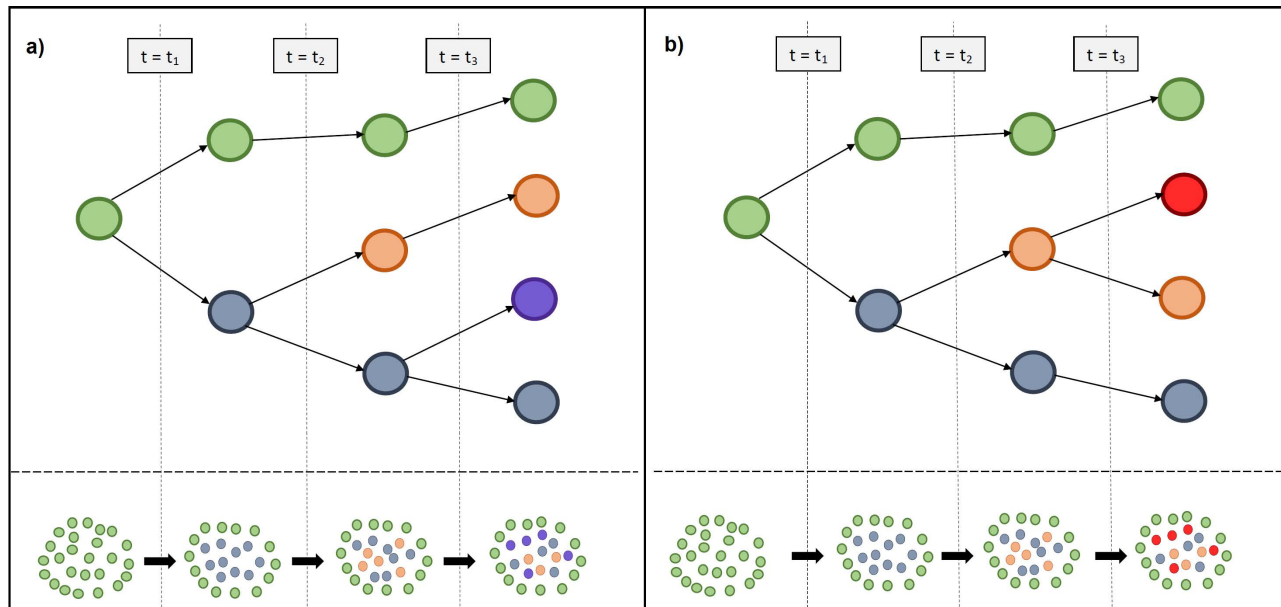 a)
t = t₁
t = t₂
t = t₃
b)
t = t₁
t = t₂
t = t₃